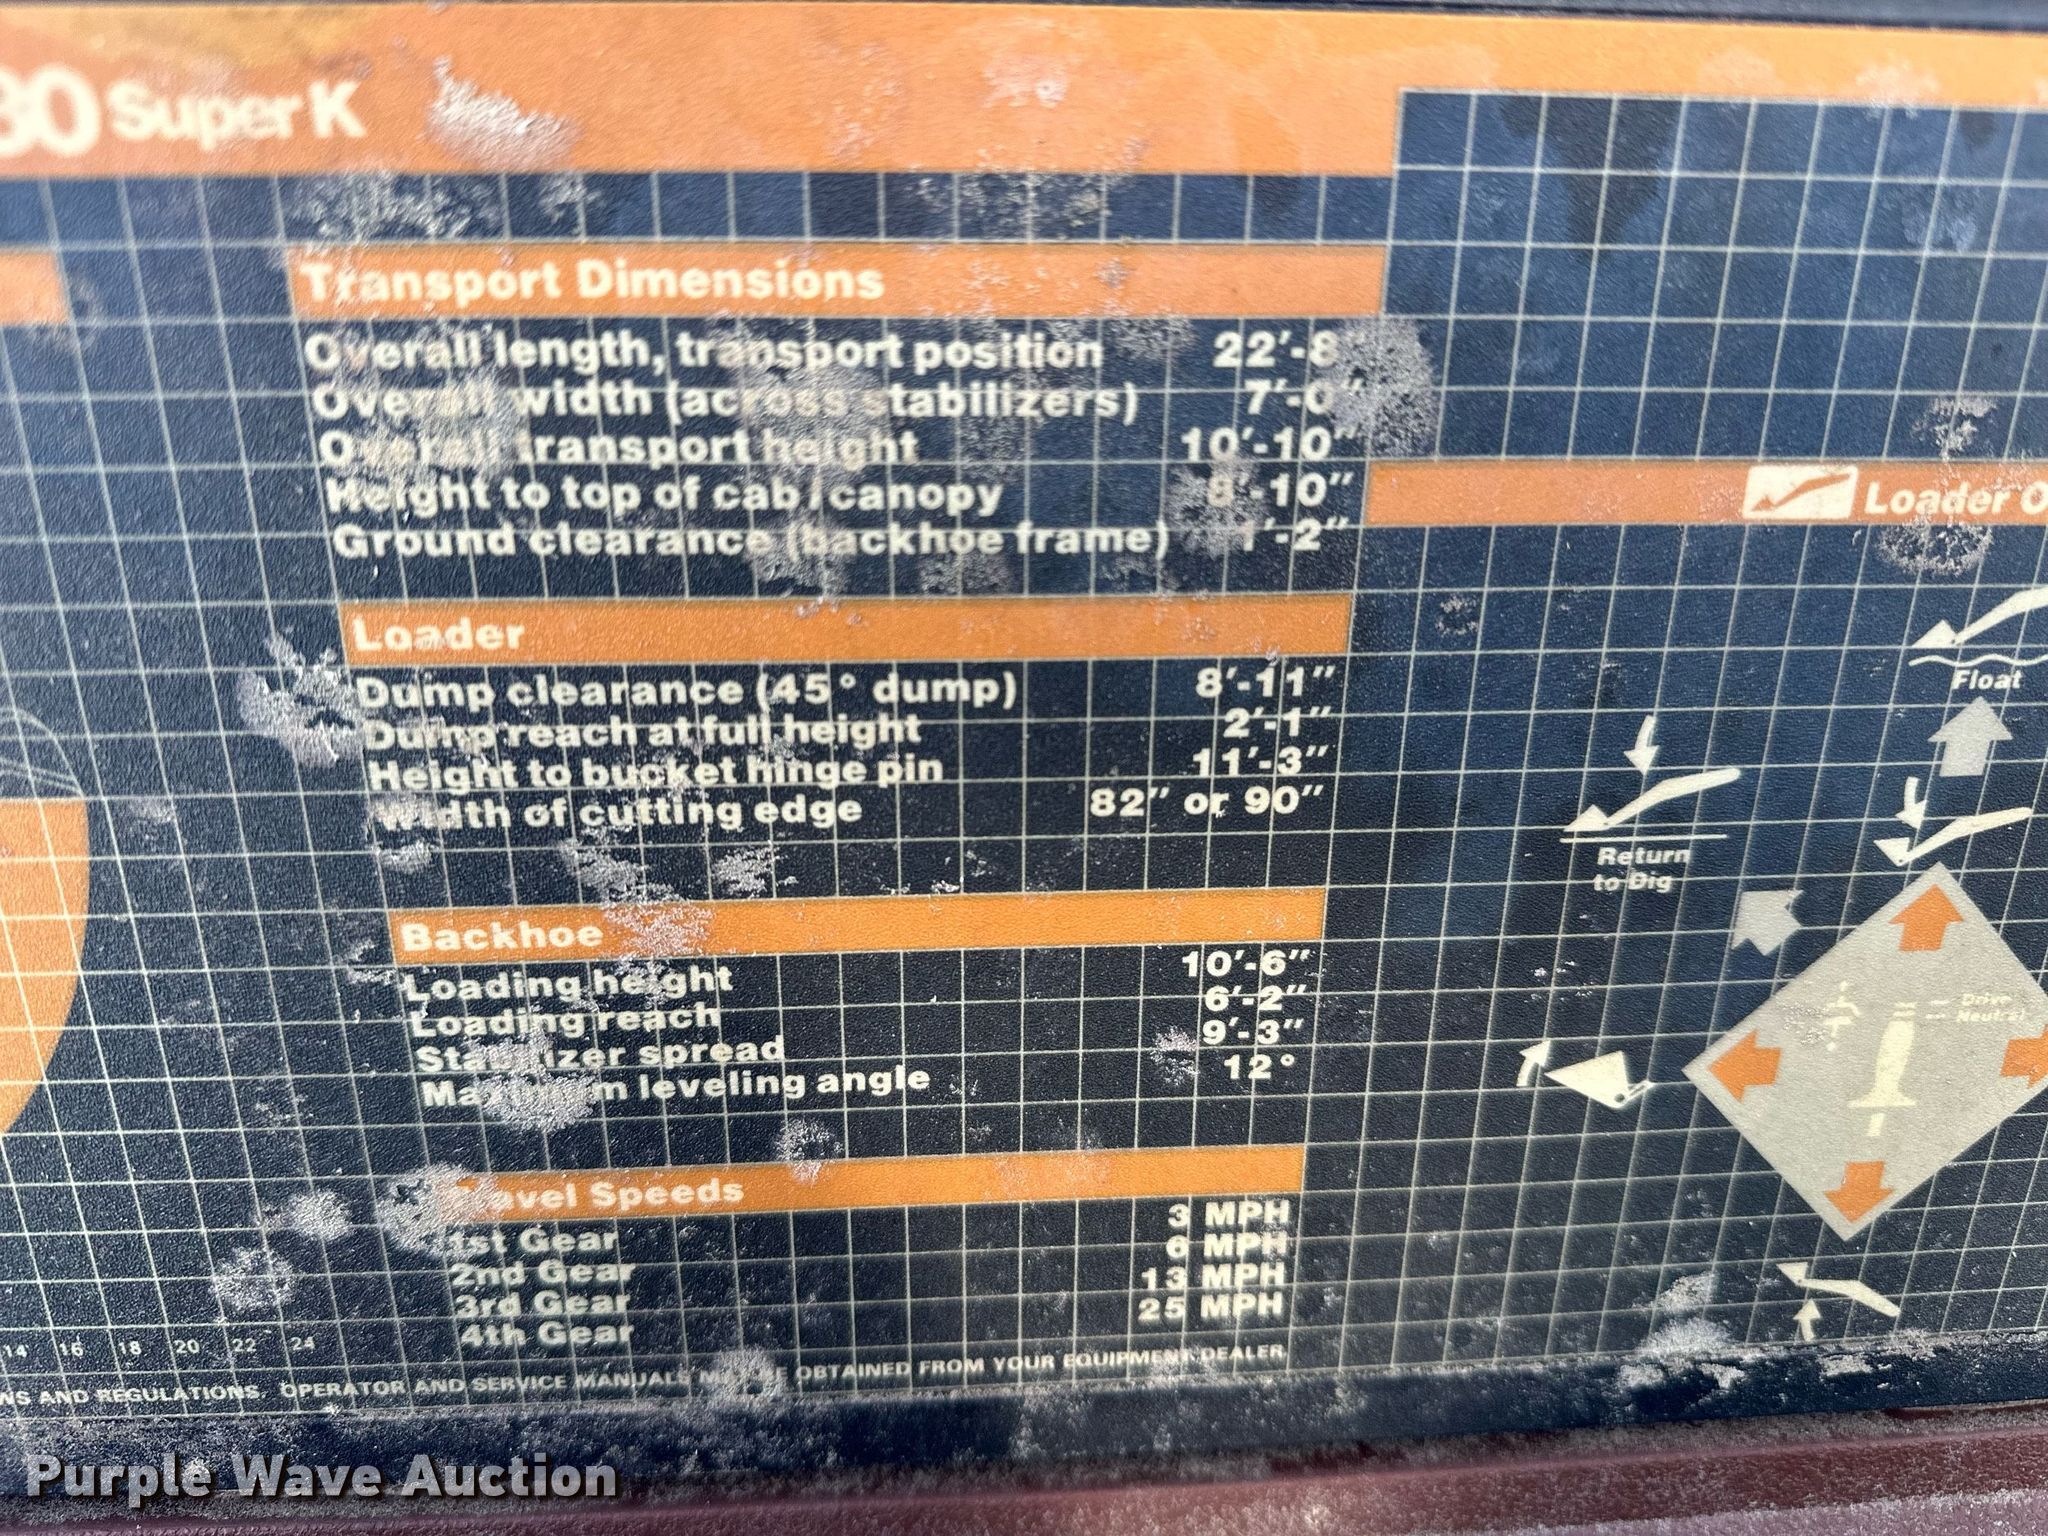 80 Super K
Transport Dimensions
Overall length, transport position 22'-8
Overall width (across stabilizers) 7'-0"
Overall transport height 10'-10"
Height to top of cab/canopy 8'-10"
Ground clearance (backhoe frame) 1'-2"
Loader O
Loader
Dump clearance (45° dump) 8'-11"
Dump reach at full height 2'-1"
Height to bucket hinge pin 11'-3"
Width of cutting edge 82" or 90"
Float
Return
to Dig
Backhoe
Loading height 10'-6"
Loading reach 6'-2"
Stabilizer spread 9'-3"
Maximum leveling angle 12°
Drive
Neutral
Travel Speeds
1st Gear 3 MPH
2nd Gear 6 MPH
3rd Gear 13 MPH
4th Gear 25 MPH
14 16 18 20 22 24
WS AND REGULATIONS. OPERATOR AND SERVICE MANUALS OBTAINED FROM YOUR EQUIPMENT DEALER.
Purple Wave Auction